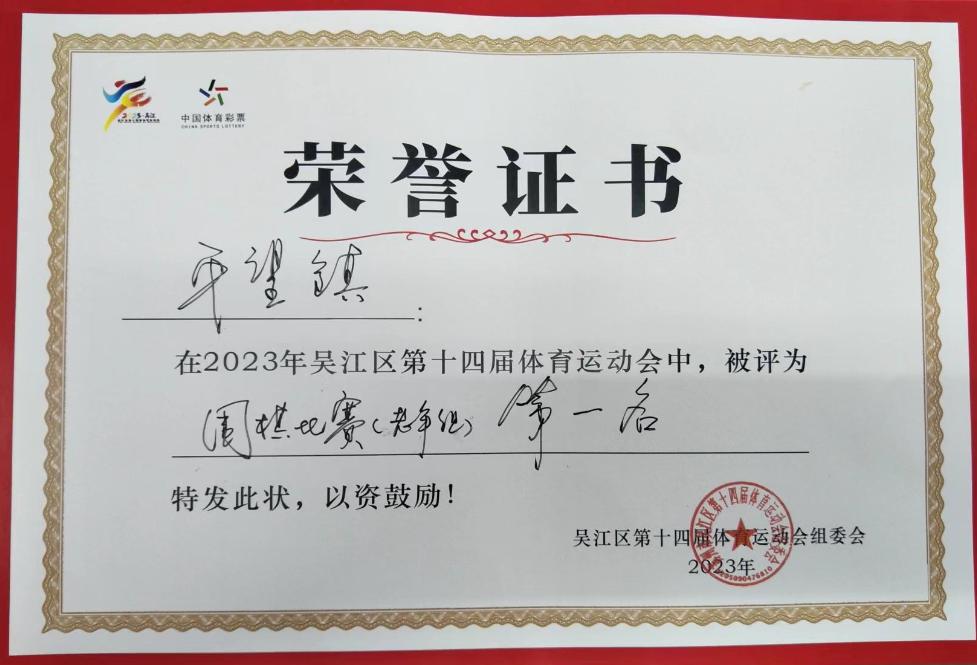 2023·吴江
中国体育彩票
CHINA SPORTS LOTTERY
荣誉证书
平望镇:
在2023年吴江区第十四届体育运动会中，被评为
围棋比赛(老年组) 第一名
特发此状，以资鼓励！
吴江区第十四届体育运动会组委会
2023年